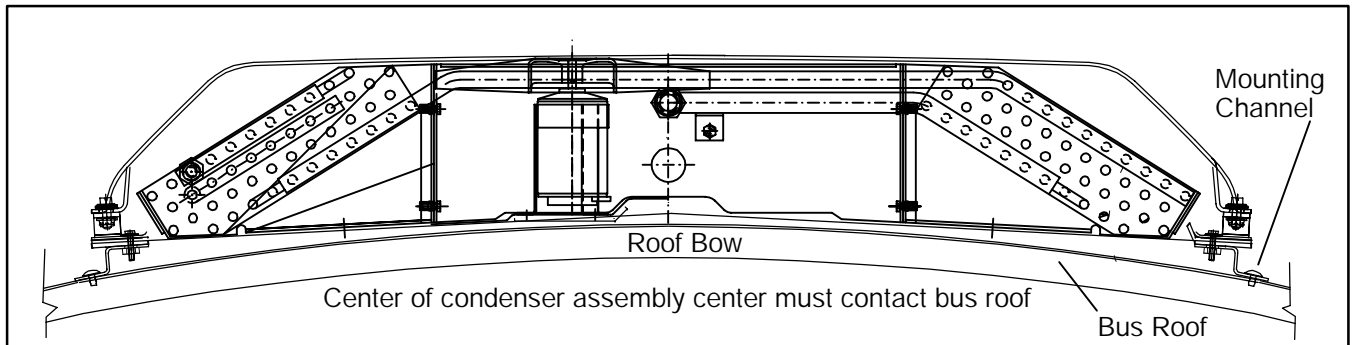 Mounting
Channel
Roof Bow
Center of condenser assembly center must contact bus roof
Bus Roof